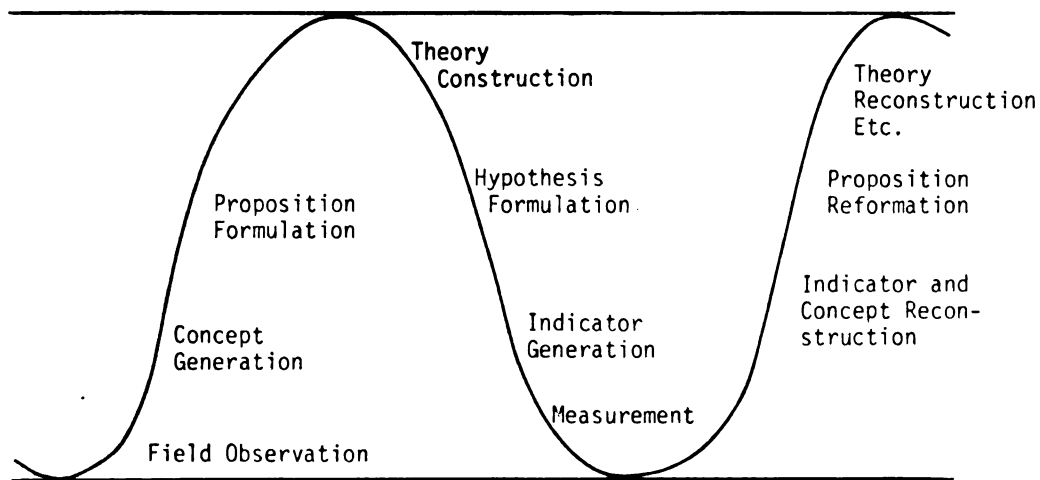 Theory
Construction
Theory
Reconstruction
Etc.
Hypothesis
Formulation
Proposition
Reformation
Proposition
Formulation
Indicator and
Concept Recon-
struction
Indicator
Generation
Concept
Generation
Measurement
Field Observation